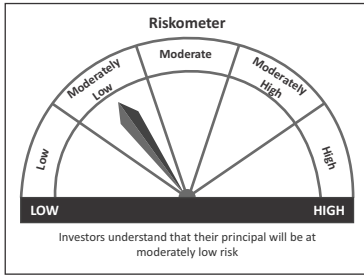 Riskometer
Low
Moderately
Low
Moderate
Moderately
High
High
LOW
HIGH
Investors understand that their principal will be at
moderately low risk